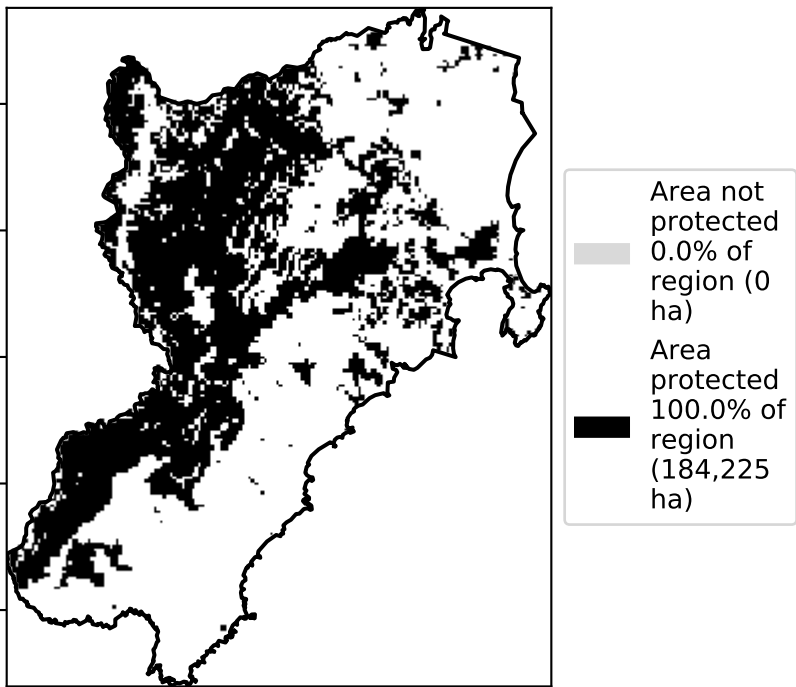 Area not
protected
0.0% of
region (0
ha)
Area
protected
100.0% of
region
(184,225
ha)